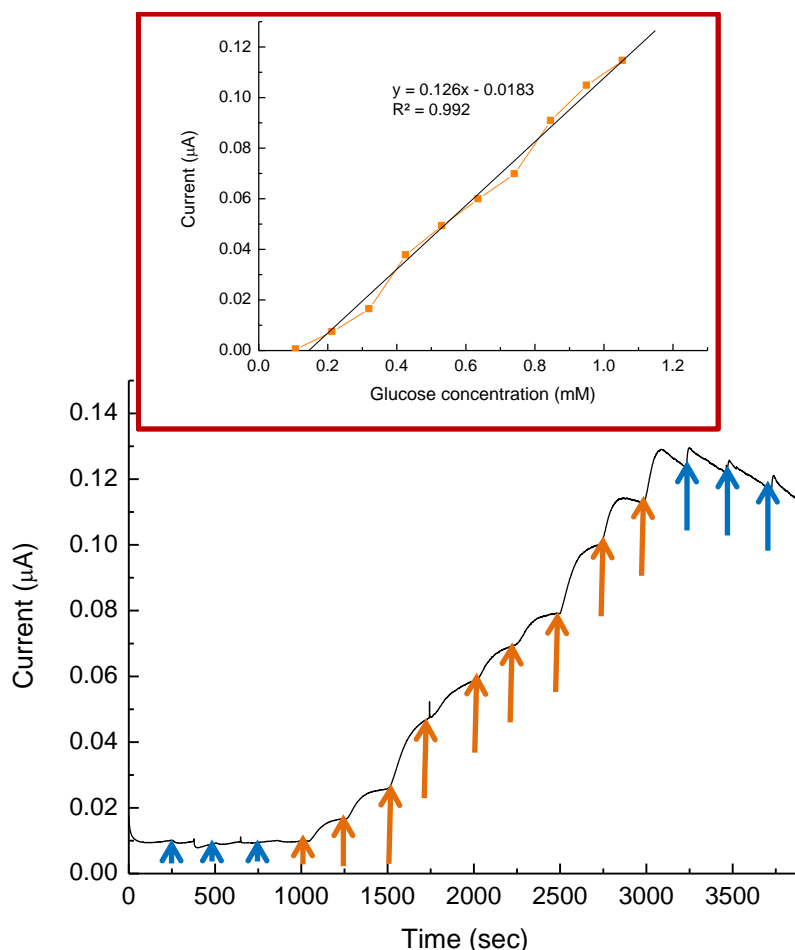 0.12
0.10
0.08
0.06
0.04
0.02
0.00
Current (µA)
y = 0.126x - 0.0183
R² = 0.992
0.0 0.2 0.4 0.6 0.8 1.0 1.2
Glucose concentration (mM)
0.14
0.12
0.10
0.08
0.06
0.04
0.02
0.00
Current (µA)
0 500 1000 1500 2000 2500 3000 3500
Time (sec)